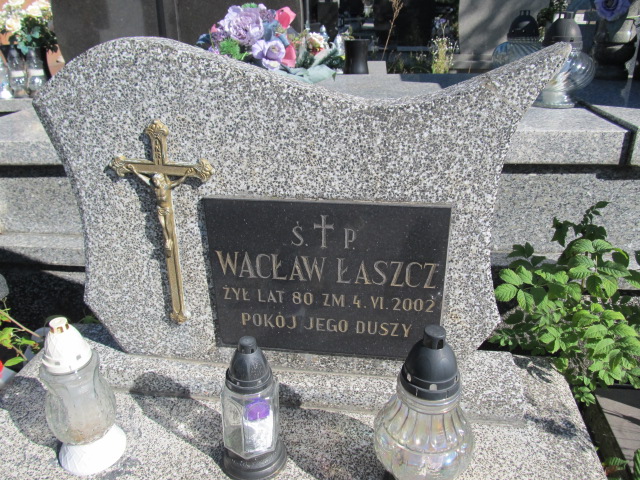 Ś. P.
WACŁAW ŁASZCZ
ŻYŁ LAT 80 ZM. 4. VI. 2002
POKÓJ JEGO DUSZY